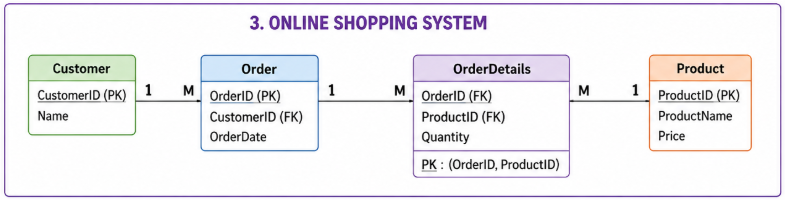 3. ONLINE SHOPPING SYSTEM
Customer
CustomerID (PK)
Name
1 M
Order
OrderID (PK)
CustomerID (FK)
OrderDate
1 M
OrderDetails
OrderID (FK)
ProductID (FK)
Quantity
PK : (OrderID, ProductID)
M 1
Product
ProductID (PK)
ProductName
Price